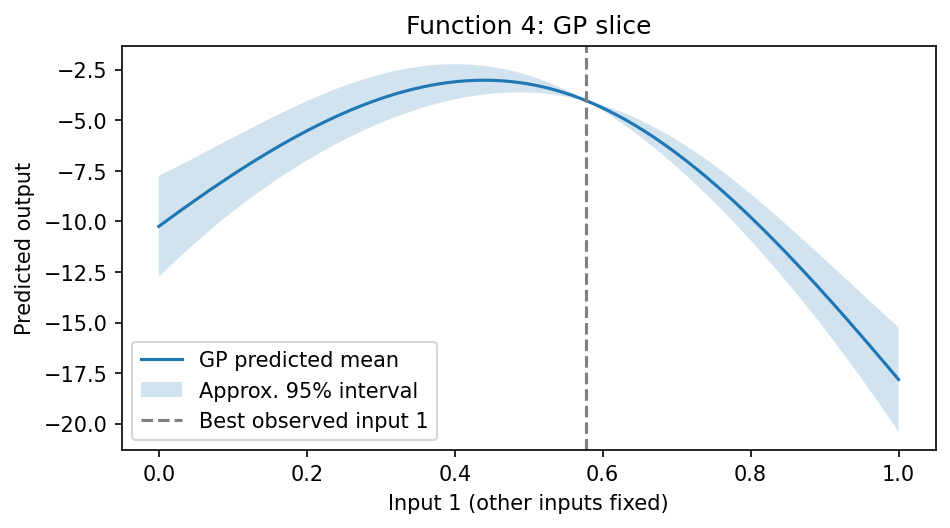 Function 4: GP slice
Predicted output
−2.5
−5.0
−7.5
−10.0
−12.5
−15.0
−17.5
−20.0
GP predicted mean
Approx. 95% interval
Best observed input 1
0.0 0.2 0.4 0.6 0.8 1.0
Input 1 (other inputs fixed)